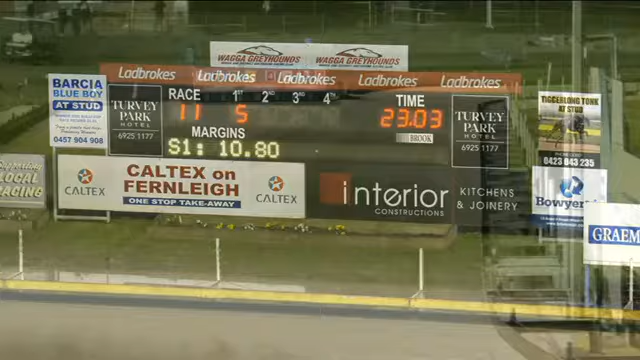 WAGGA GREYHOUNDS
WAGGA GREYHOUNDS
Ladbrokes Ladbrokes Ladbrokes Ladbrokes Ladbrokes
BARCIA
BLUE BOY
AT STUD
0457 904 908
TURVEY
PARK
HOTEL
6925 1177
RACE 1ST 2ND 3RD 4TH TIME
11 5 23.03
MARGINS
BROOK
S1: 10.80
TURVEY
PARK
HOTEL
6925 1177
TIGGERLONG TONK
AT STUD
0423 843 235
Supporting
LOCAL
RACING
CALTEX
CALTEX on
FERNLEIGH
ONE STOP TAKE-AWAY
CALTEX
interior
CONSTRUCTIONS
KITCHENS
& JOINERY
Bowyer
GRAEM